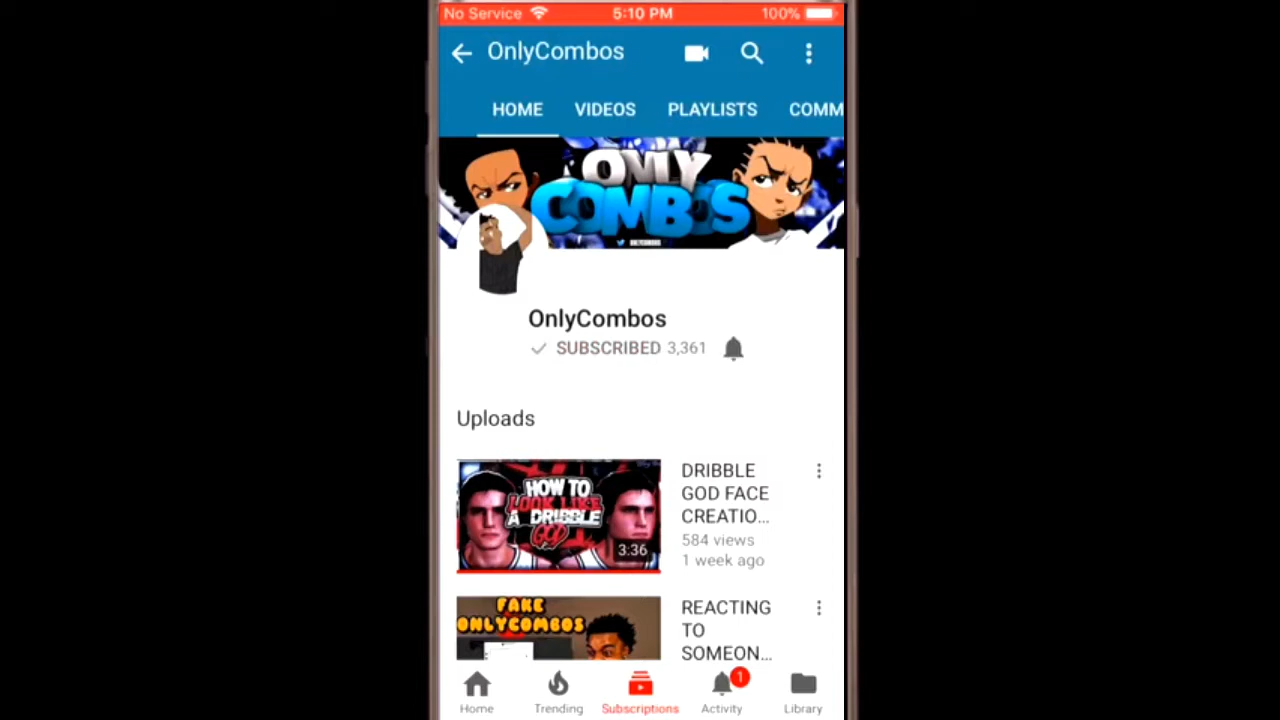 No Service 5:10 PM 100%
OnlyCombos
HOME VIDEOS PLAYLISTS COMM
ONLY
COMBOS
ONLYCOMBOS
OnlyCombos
SUBSCRIBED 3,361
Uploads
HOW TO
LOOK LIKE
A DRIBBLE
GOD
3:36
DRIBBLE
GOD FACE
CREATIO...
584 views
1 week ago
FAKE
ONLYCOMBOS
REACTING
TO
SOMEON...
1
Home Trending Subscriptions Activity Library